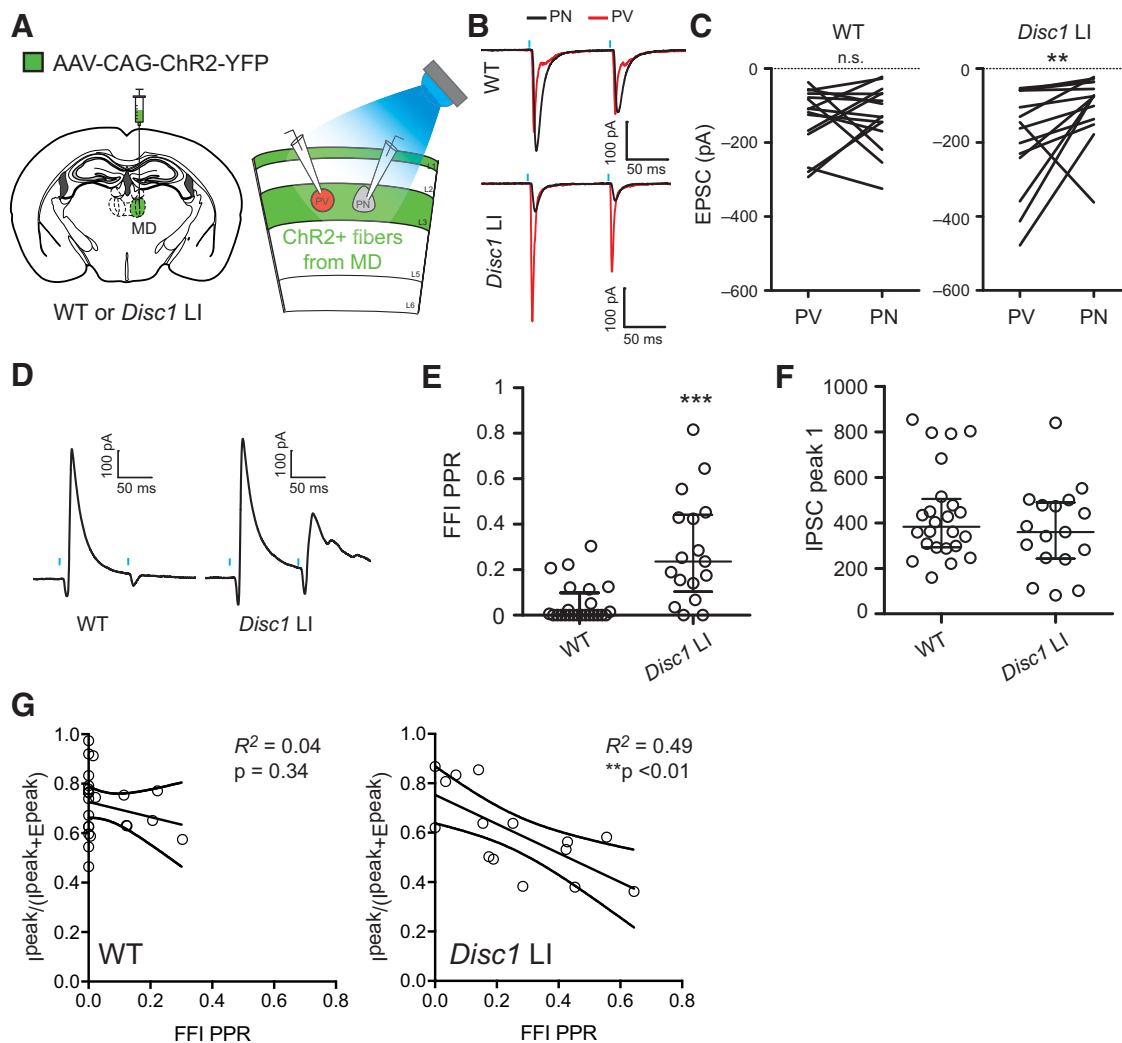 A
AAV-CAG-ChR2-YFP
MD
WT or Disc1 LI
L1
L2
L3
L5
L6
PV
PN
ChR2+ fibers
from MD
B
PN PV
WT
100 pA
50 ms
Disc1 LI
100 pA
50 ms
C
WT
n.s.
Disc1 LI
**
EPSC (pA)
0
−200
−400
−600
PV PN
0
−200
−400
−600
PV PN
D
100 pA
50 ms
100 pA
50 ms
WT
Disc1 LI
E
FFI PPR
1
0.8
0.6
0.4
0.2
0
***
WT
Disc1 LI
F
IPSC peak 1
1000
800
600
400
200
0
WT
Disc1 LI
G
Ipeak/(Ipeak+Epeak)
1.0
0.8
0.6
0.4
0.2
0.0
R2 = 0.04
p = 0.34
WT
0.0 0.2 0.4 0.6 0.8
FFI PPR
Ipeak/(Ipeak+Epeak)
1.0
0.8
0.6
0.4
0.2
0.0
R2 = 0.49
**p <0.01
Disc1 LI
0.0 0.2 0.4 0.6 0.8
FFI PPR